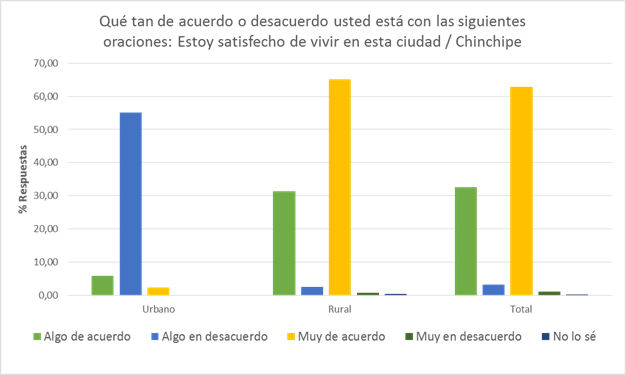 Qué tan de acuerdo o desacuerdo usted está con las siguientes
oraciones: Estoy satisfecho de vivir en esta ciudad / Chinchipe
% Respuestas
70,00
60,00
50,00
40,00
30,00
20,00
10,00
0,00
Urbano Rural Total
Algo de acuerdo Algo en desacuerdo Muy de acuerdo Muy en desacuerdo No lo sé